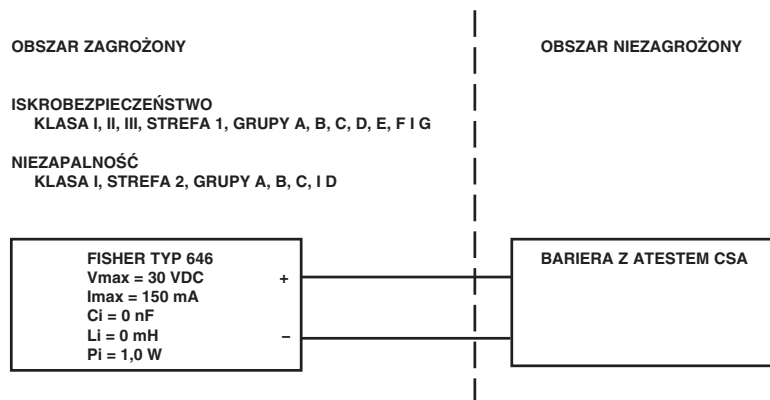 OBSZAR ZAGROŻONY
OBSZAR NIEZAGROŻONY
ISKROBEZPIECZEŃSTWO
KLASA I, II, III, STREFA 1, GRUPY A, B, C, D, E, F I G
NIEZAPALNOŚĆ
KLASA I, STREFA 2, GRUPY A, B, C, I D
FISHER TYP 646
Vmax = 30 VDC +
Imax = 150 mA
Ci = 0 nF
Li = 0 mH –
Pi = 1,0 W
BARIERA Z ATESTEM CSA